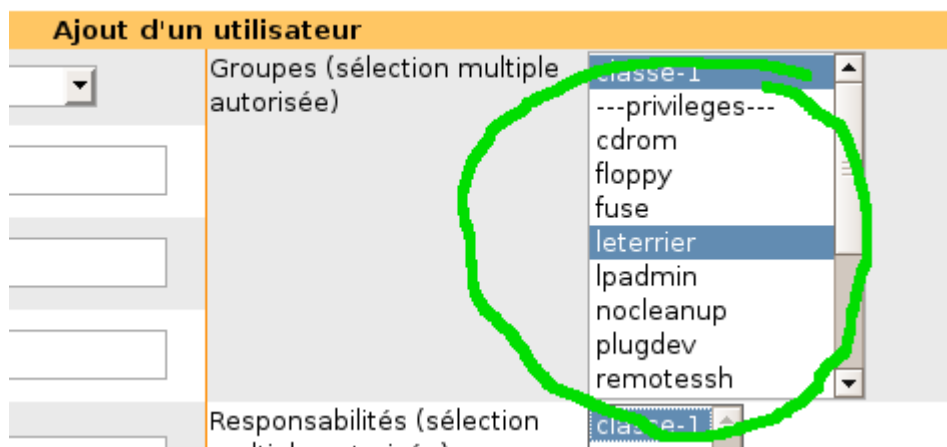 Ajout d'un utilisateur
Groupes (sélection multiple
autorisée)
classe-1
---privileges---
cdrom
floppy
fuse
leterrier
lpadmin
nocleanup
plugdev
remotessh
Responsabilités (sélection
classe-1